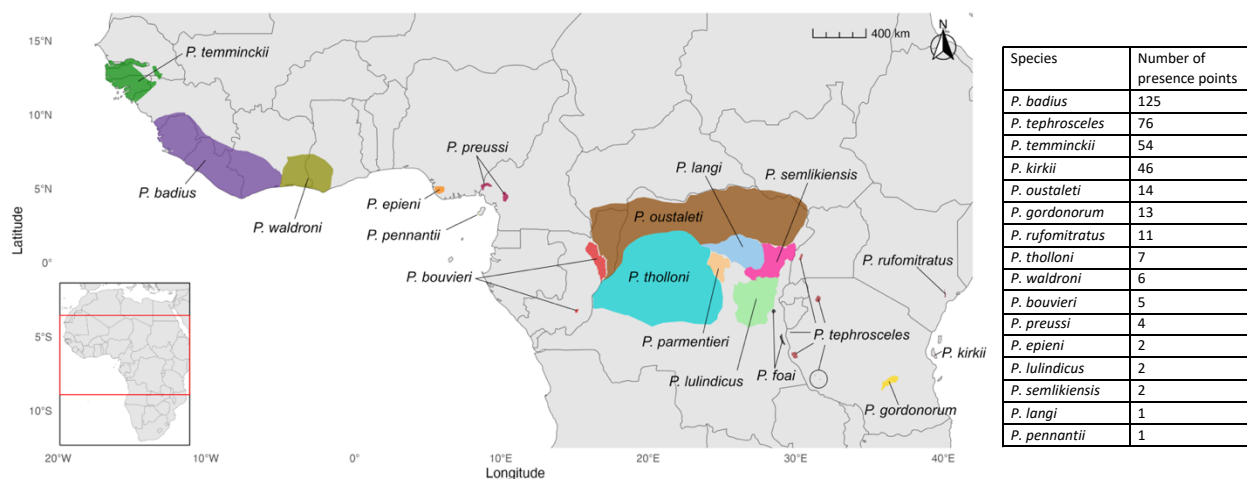 15°N
10°N
5°N
0°
5°S
10°S
Latitude
20°W
10°W
0°
10°E
20°E
30°E
40°E
Longitude
400 km
N
P. temminckii
P. badius
P. waldroni
P. epieni
P. preussi
P. pennantii
P. bouvieri
P. oustaleti
P. langi
P. semlikiensis
P. tholloni
P. parmentieri
P. lulindicus
P. foai
P. tephrosceles
P. rufomitratus
P. kirkii
P. gordonorum
Species Number of
presence points
P. badius 125
P. tephrosceles 76
P. temminckii 54
P. kirkii 46
P. oustaleti 14
P. gordonorum 13
P. rufomitratus 11
P. tholloni 7
P. waldroni 6
P. bouvieri 5
P. preussi 4
P. epieni 2
P. lulindicus 2
P. semlikiensis 2
P. langi 1
P. pennantii 1